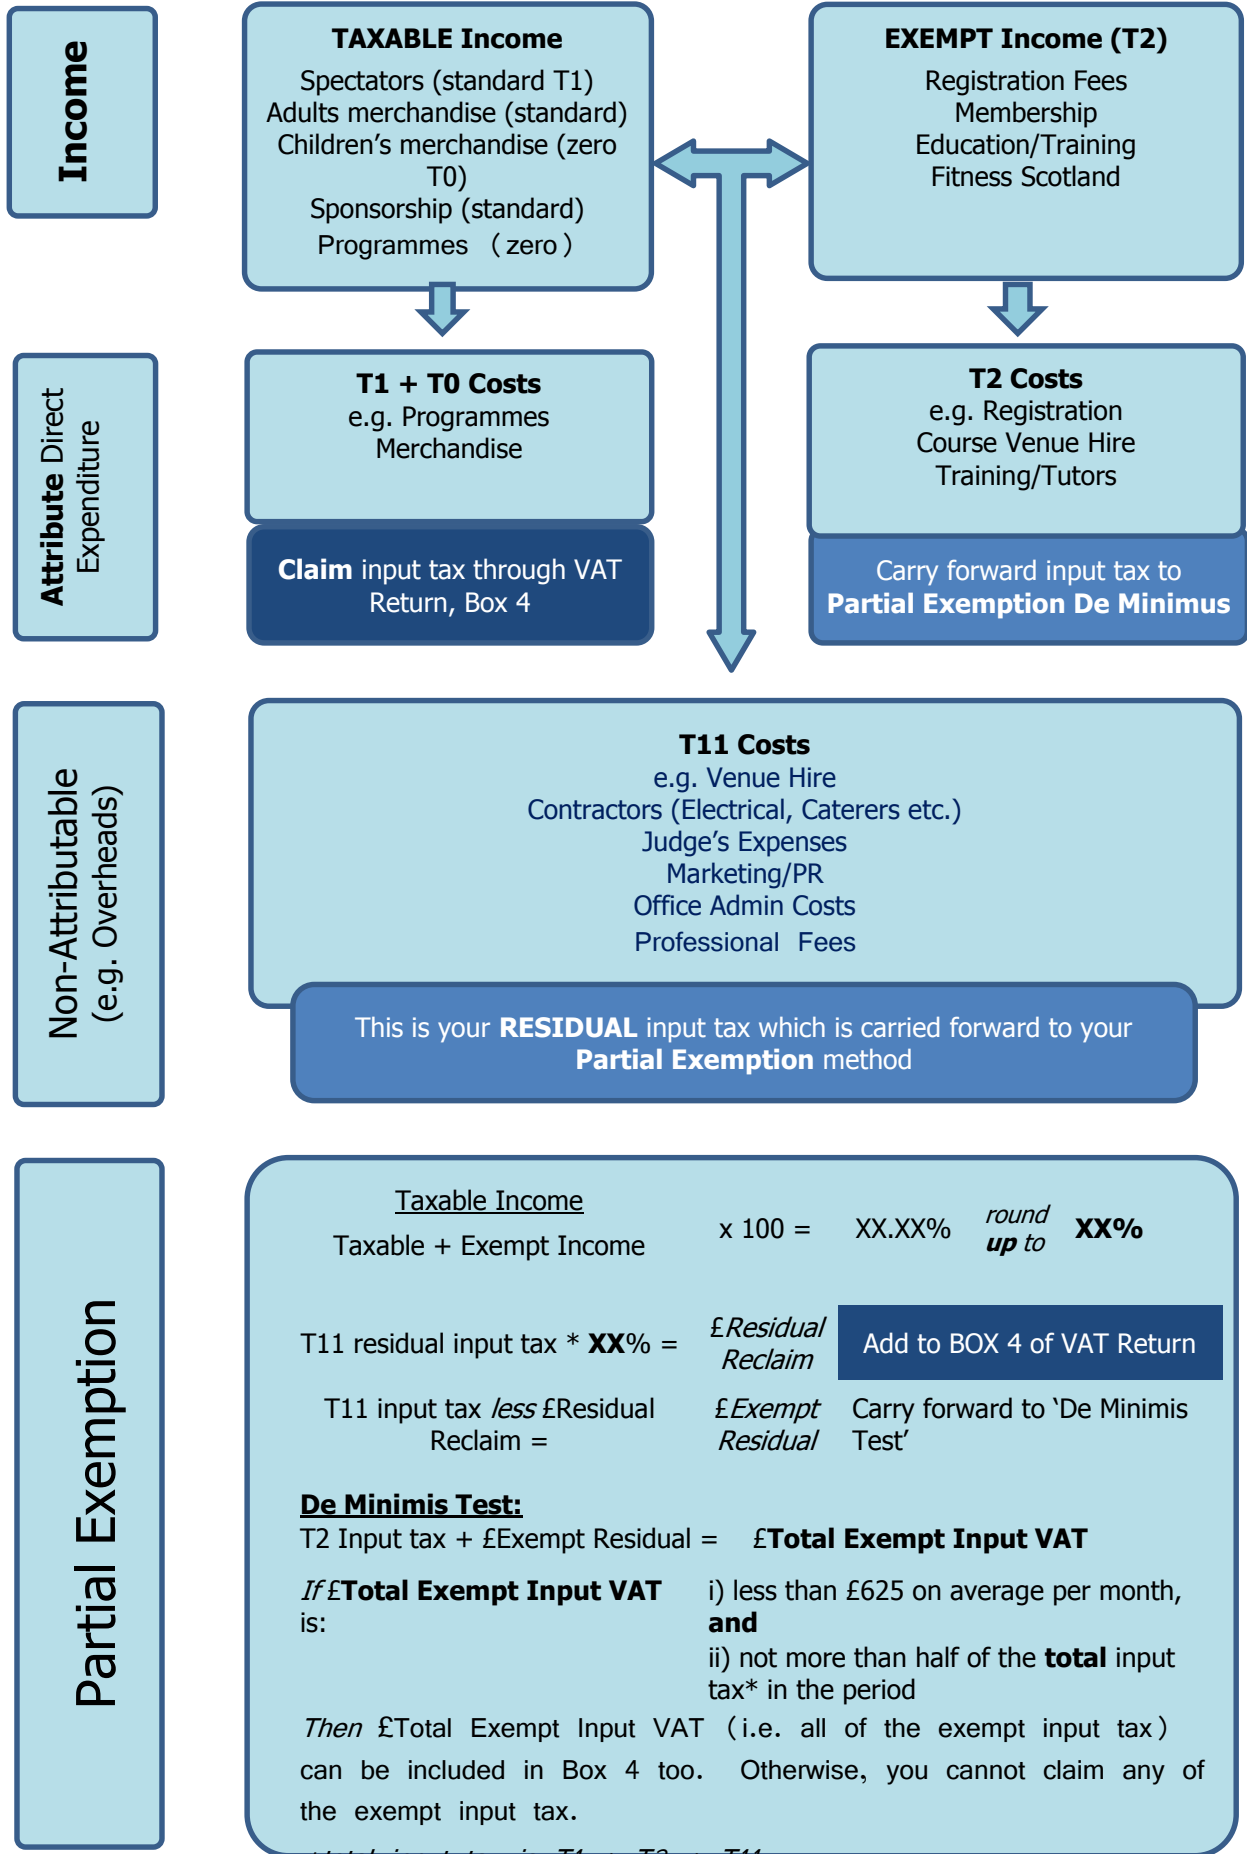 Income
TAXABLE Income
Spectators (standard T1)
Adults merchandise (standard)
Children’s merchandise (zero
T0)
Sponsorship (standard)
Programmes （zero）
EXEMPT Income (T2)
Registration Fees
Membership
Education/Training
Fitness Scotland
Attribute Direct
Expenditure
T1 + T0 Costs
e.g. Programmes
Merchandise
Claim input tax through VAT
Return, Box 4
T2 Costs
e.g. Registration
Course Venue Hire
Training/Tutors
Carry forward input tax to
Partial Exemption De Minimus
Non-Attributable
(e.g. Overheads)
T11 Costs
e.g. Venue Hire
Contractors (Electrical, Caterers etc.)
Judge’s Expenses
Marketing/PR
Office Admin Costs
Professional Fees
This is your RESIDUAL input tax which is carried forward to your
Partial Exemption method
Partial Exemption
Taxable Income
Taxable + Exempt Income
x 100 =
XX.XX%
round
up to
XX%
T11 residual input tax * XX% =
£Residual
Reclaim
Add to BOX 4 of VAT Return
T11 input tax less £Residual
Reclaim =
£Exempt
Residual
Carry forward to ‘De Minimis
Test’
De Minimis Test:
T2 Input tax + £Exempt Residual = £Total Exempt Input VAT
If £Total Exempt Input VAT
is:
i) less than £625 on average per month,
and
ii) not more than half of the total input
tax* in the period
Then £Total Exempt Input VAT （i.e. all of the exempt input tax）
can be included in Box 4 too. Otherwise, you cannot claim any of
the exempt input tax.